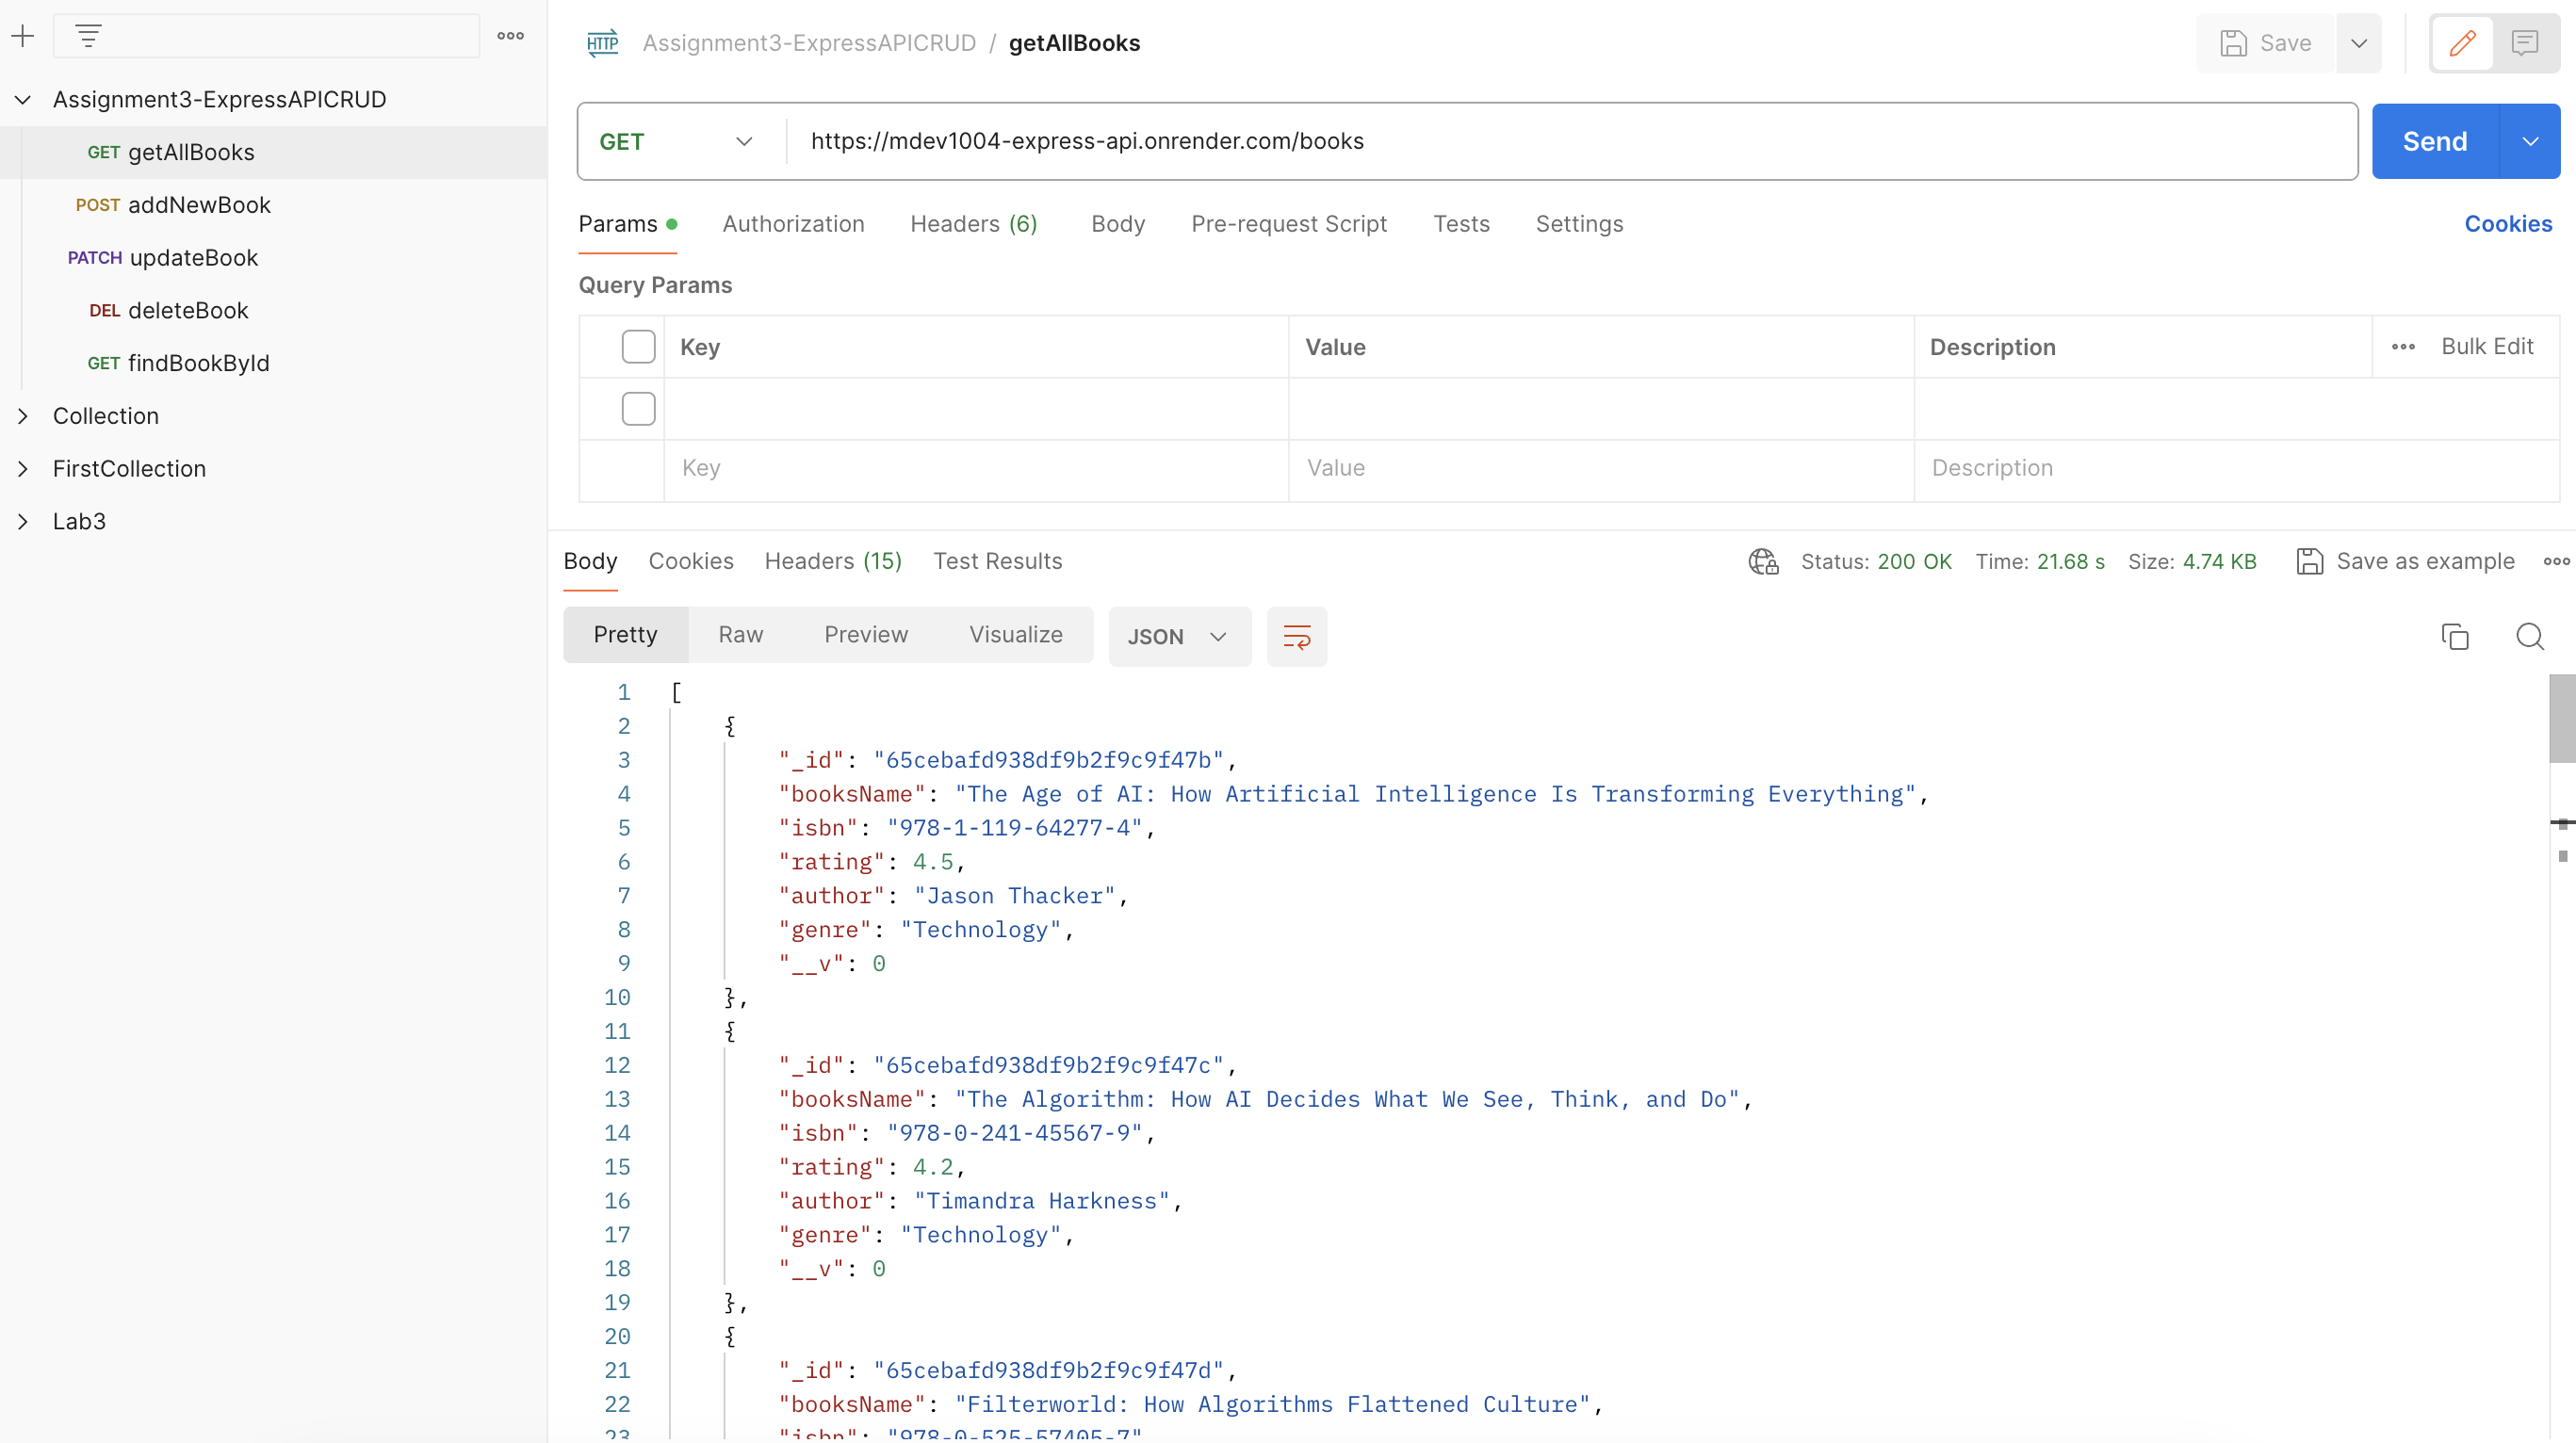 Assignment3-ExpressAPICRUD
GET getAllBooks
POST addNewBook
PATCH updateBook
DEL deleteBook
GET findBookById
Collection
FirstCollection
Lab3
HTTP Assignment3-ExpressAPICRUD / getAllBooks
Save
GET https://mdev1004-express-api.onrender.com/books
Send
Params Authorization Headers (6) Body Pre-request Script Tests Settings Cookies
Query Params
Key Value Description Bulk Edit
Key Value Description
Body Cookies Headers (15) Test Results Status: 200 OK Time: 21.68 s Size: 4.74 KB Save as example
Pretty Raw Preview Visualize JSON
1 [
2 {
3 "_id": "65cebafd938df9b2f9c9f47b",
4 "booksName": "The Age of AI: How Artificial Intelligence Is Transforming Everything",
5 "isbn": "978-1-119-64277-4",
6 "rating": 4.5,
7 "author": "Jason Thacker",
8 "genre": "Technology",
9 "__v": 0
10 },
11 {
12 "_id": "65cebafd938df9b2f9c9f47c",
13 "booksName": "The Algorithm: How AI Decides What We See, Think, and Do",
14 "isbn": "978-0-241-45567-9",
15 "rating": 4.2,
16 "author": "Timandra Harkness",
17 "genre": "Technology",
18 "__v": 0
19 },
20 {
21 "_id": "65cebafd938df9b2f9c9f47d",
22 "booksName": "Filterworld: How Algorithms Flattened Culture",
23 "isbn": "978-0-525-57405-7"